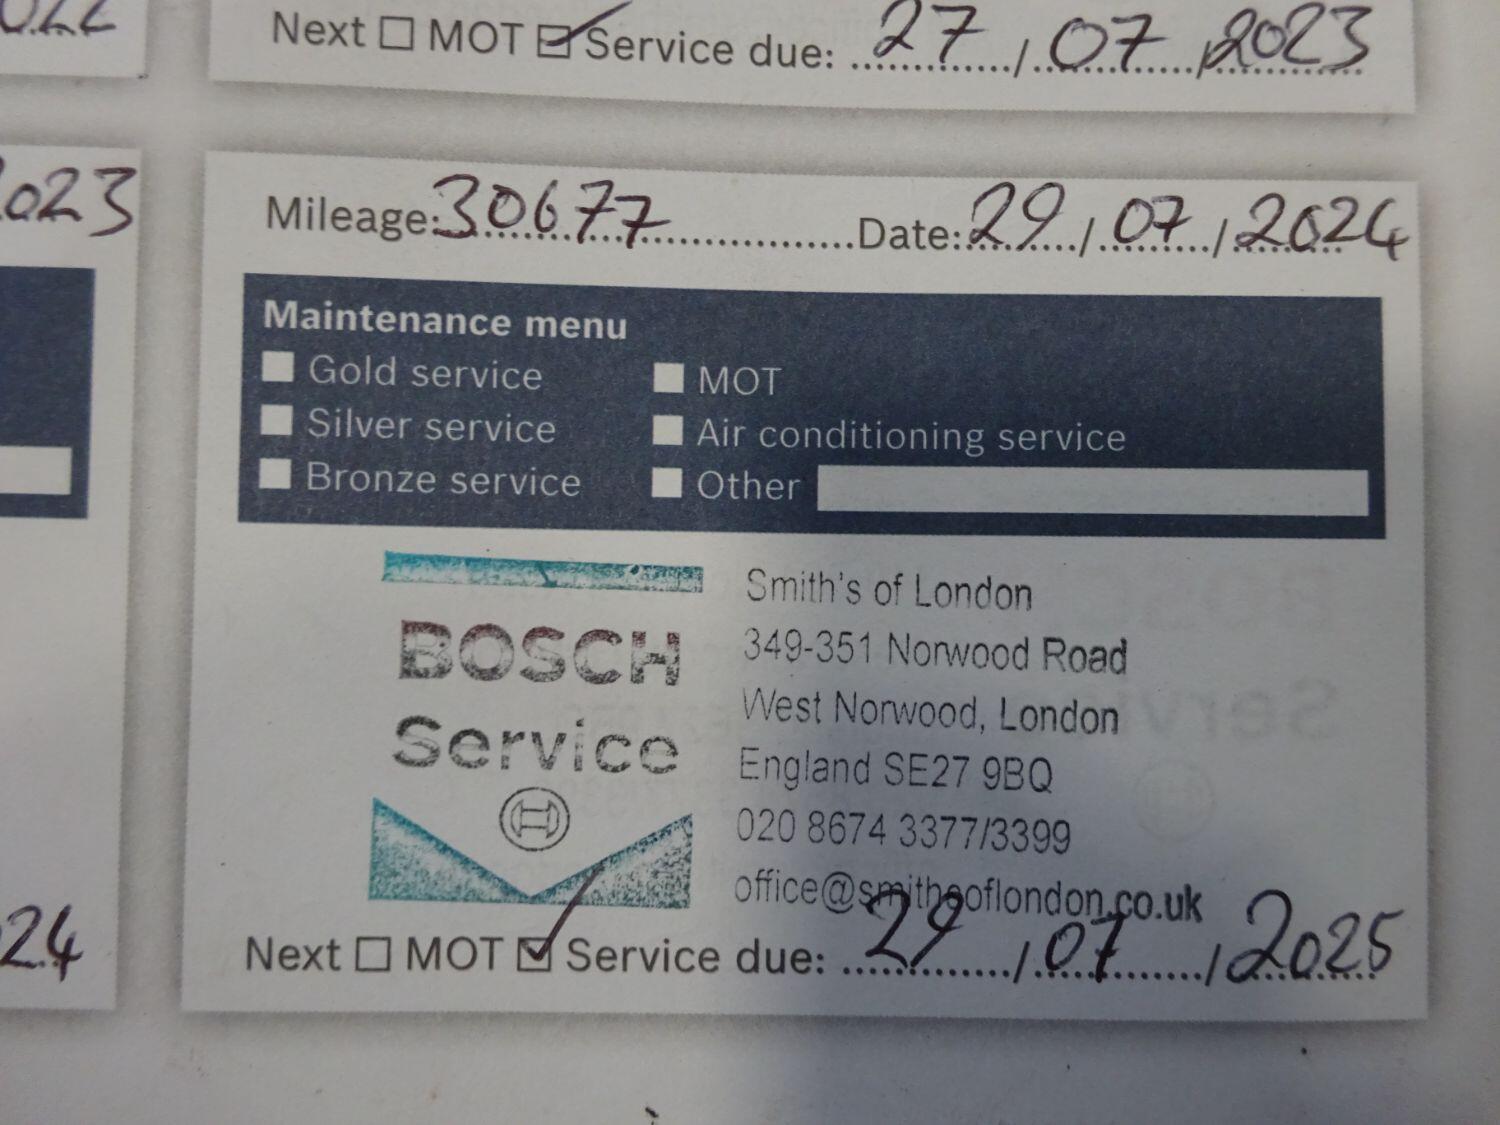 Next MOT Service due: 27/07/2023
2023
Mileage: 30677 Date: 29/07/2024
Maintenance menu
Gold service MOT
Silver service Air conditioning service
Bronze service Other
BOSCH
Service
Smith's of London
349-351 Norwood Road
West Norwood, London
England SE27 9BQ
020 8674 3377/3399
office@smithsoflondon.co.uk
24
Next MOT Service due: 29/07/2025